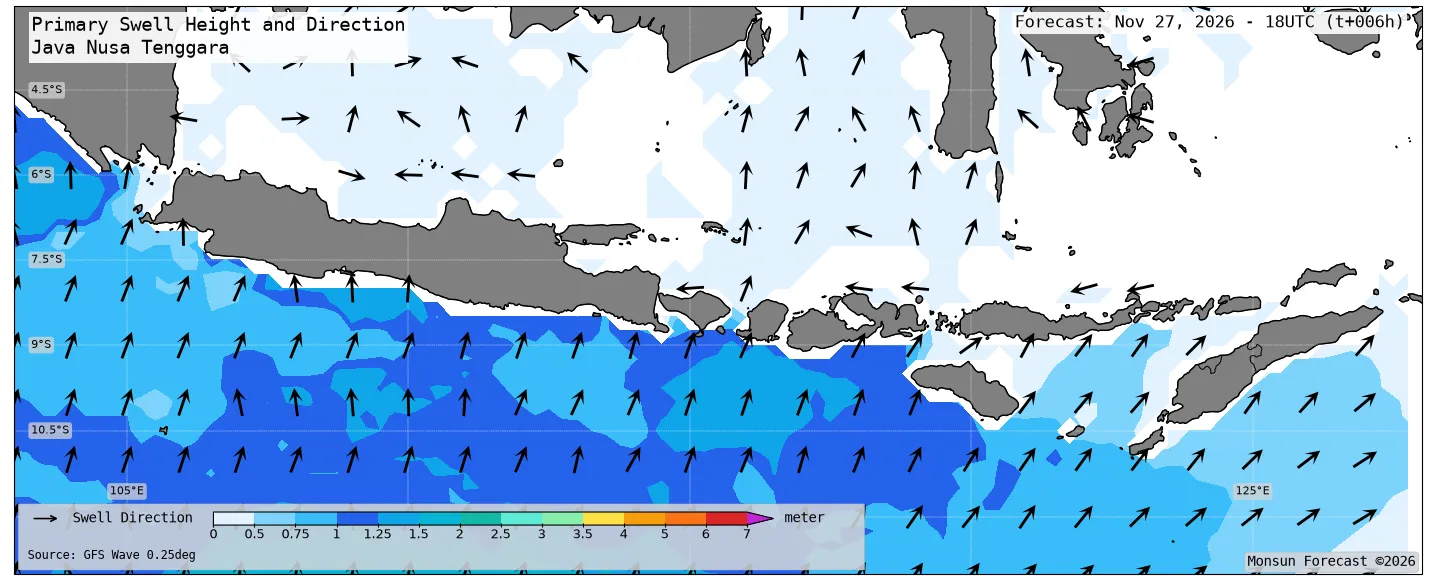 Primary Swell Height and Direction
Java Nusa Tenggara
Forecast: Nov 27, 2026 - 18UTC (t+006h)
4.5°S
6°S
7.5°S
9°S
10.5°S
105°E
125°E
Swell Direction
0 0.5 0.75 1 1.25 1.5 2 2.5 3 3.5 4 5 6 7
meter
Source: GFS Wave 0.25deg
Monsun Forecast ©2026